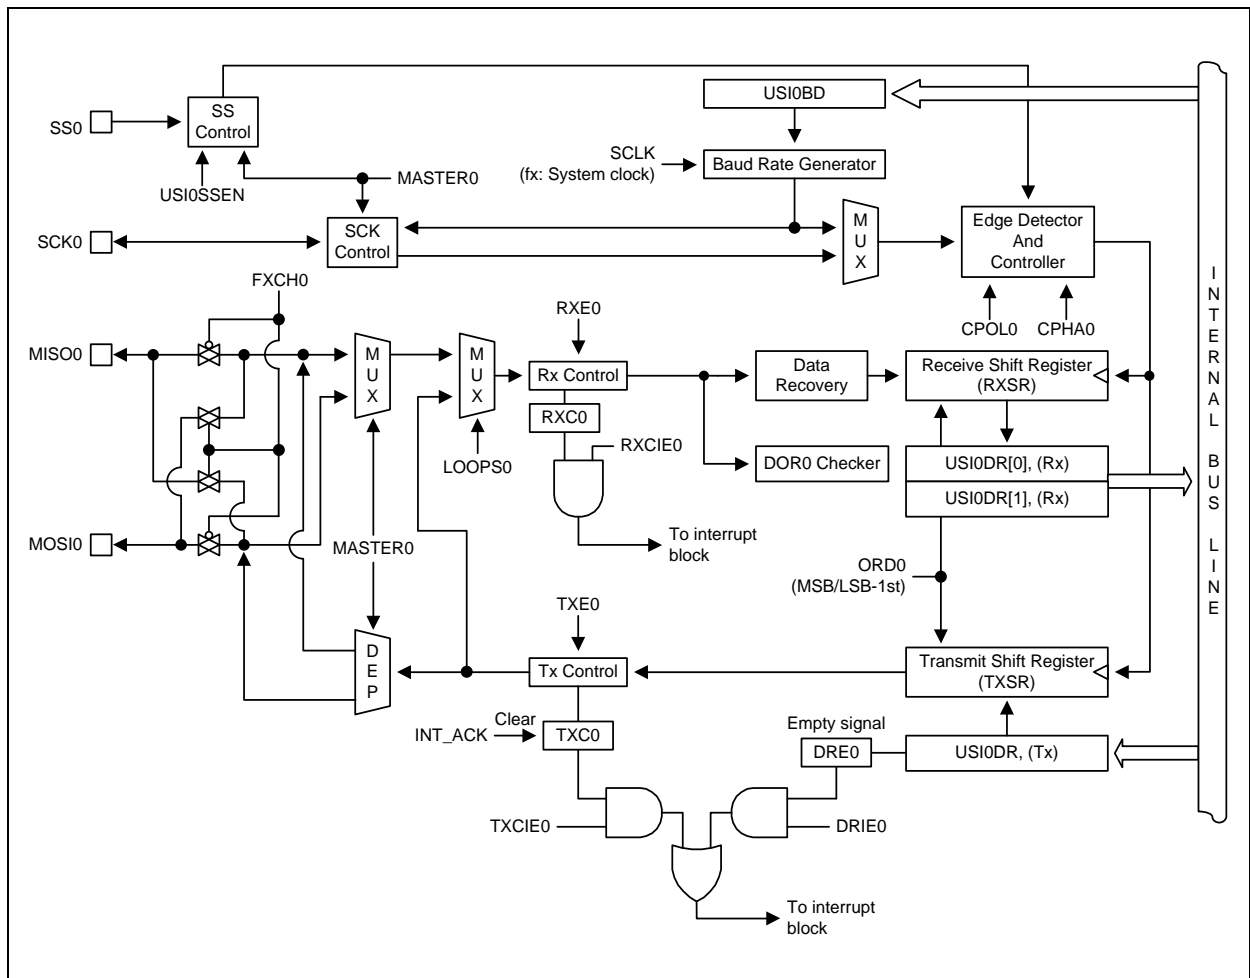 SS0
SS
Control
USI0SSEN
MASTER0
USI0BD
SCLK
(fx: System clock)
Baud Rate Generator
SCK0
SCK
Control
M
U
X
Edge Detector
And
Controller
CPOL0
CPHA0
FXCH0
MISO0
M
U
X
M
U
X
LOOPS0
RXE0
Rx Control
RXC0
RXCIE0
Data
Recovery
Receive Shift Register
(RXSR)
DOR0 Checker
USI0DR[0], (Rx)
USI0DR[1], (Rx)
To interrupt
block
MOSI0
MASTER0
ORD0
(MSB/LSB-1st)
D
E
P
TXE0
Tx Control
Transmit Shift Register
(TXSR)
INT_ACK
Clear
TXC0
Empty signal
DRE0
USI0DR, (Tx)
TXCIE0
DRIE0
To interrupt
block
I
N
T
E
R
N
A
L
B
U
S
L
I
N
E